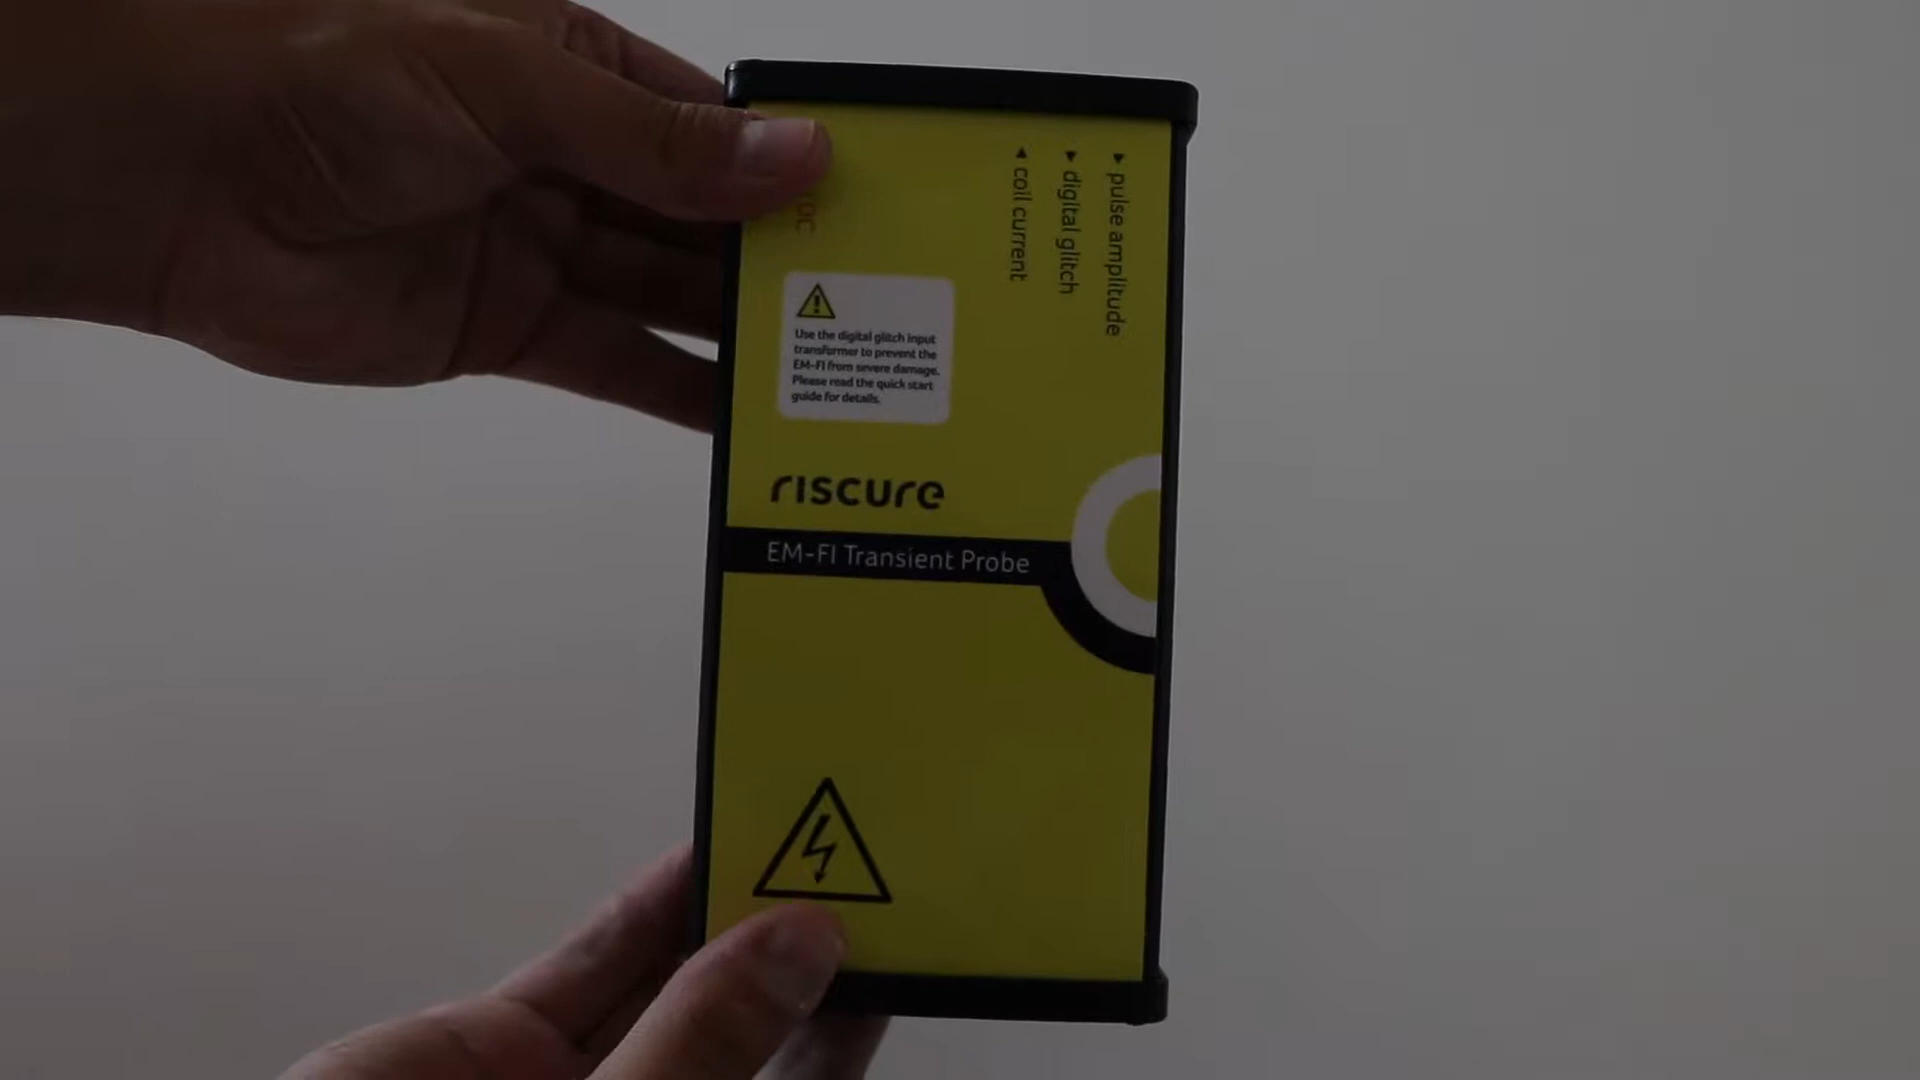 pulse amplitude
digital glitch
coil current
Use the digital glitch input
transformer to prevent the
EM-FI from severe damage.
Please read the quick start
guide for details.
riscure
EM-FI Transient Probe